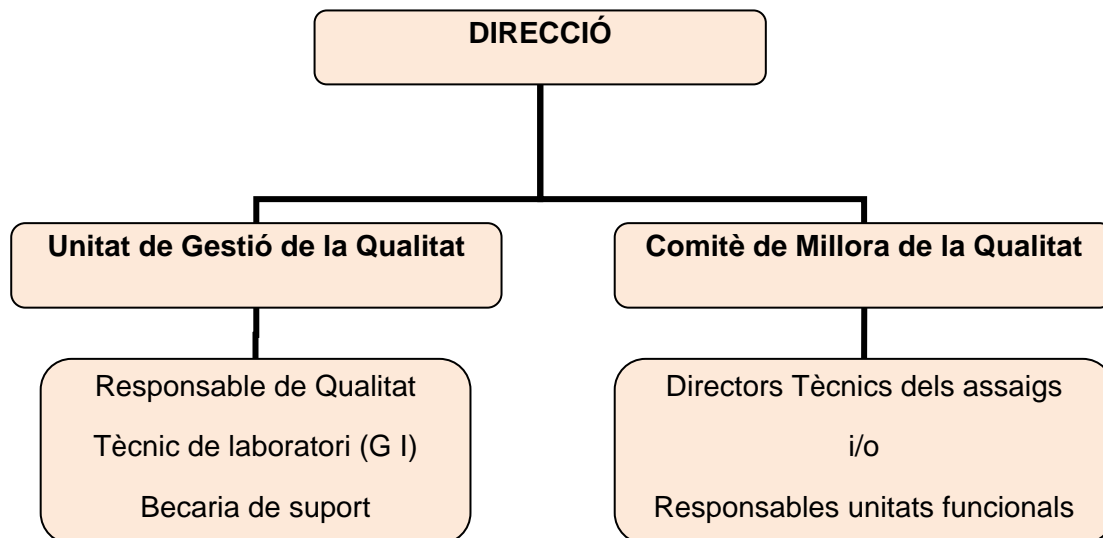 DIRECCIÓ
Unitat de Gestió de la Qualitat
Comitè de Millora de la Qualitat
Responsable de Qualitat
Tècnic de laboratori (G I)
Becaria de suport
Directors Tècnics dels assaigs
i/o
Responsables unitats funcionals